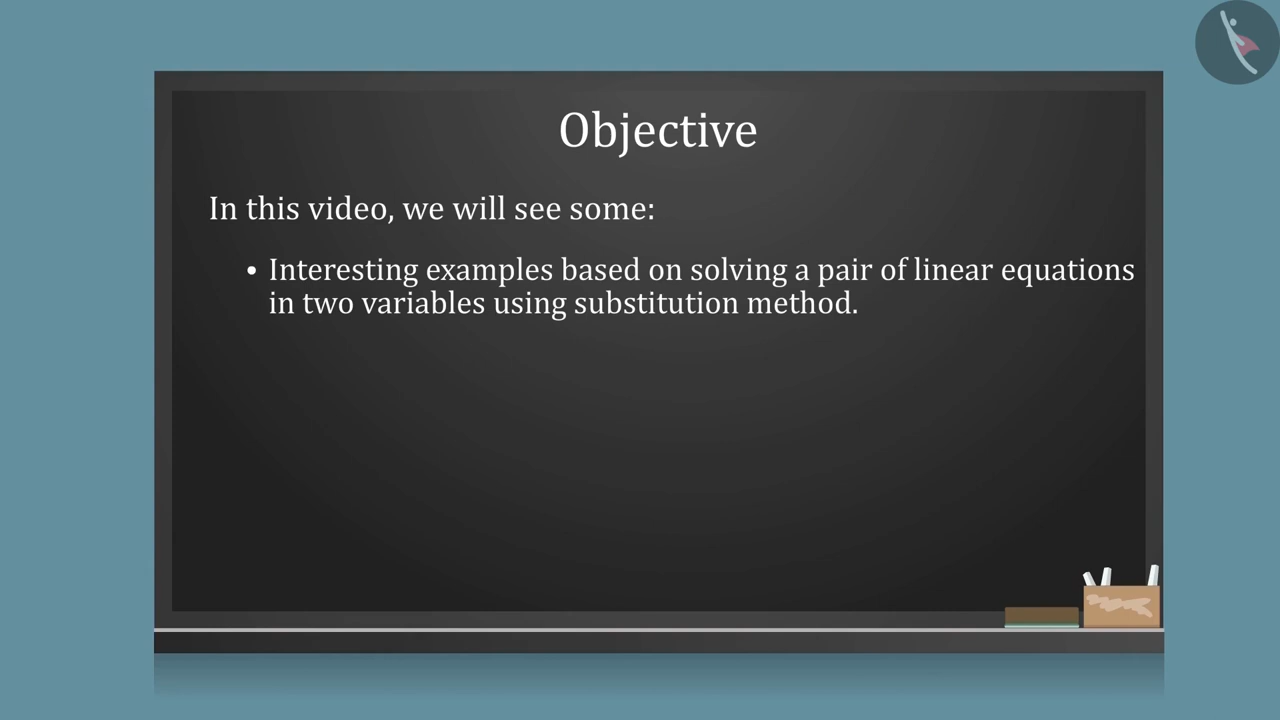 Objective
In this video, we will see some:
• Interesting examples based on solving a pair of linear equations
in two variables using substitution method.